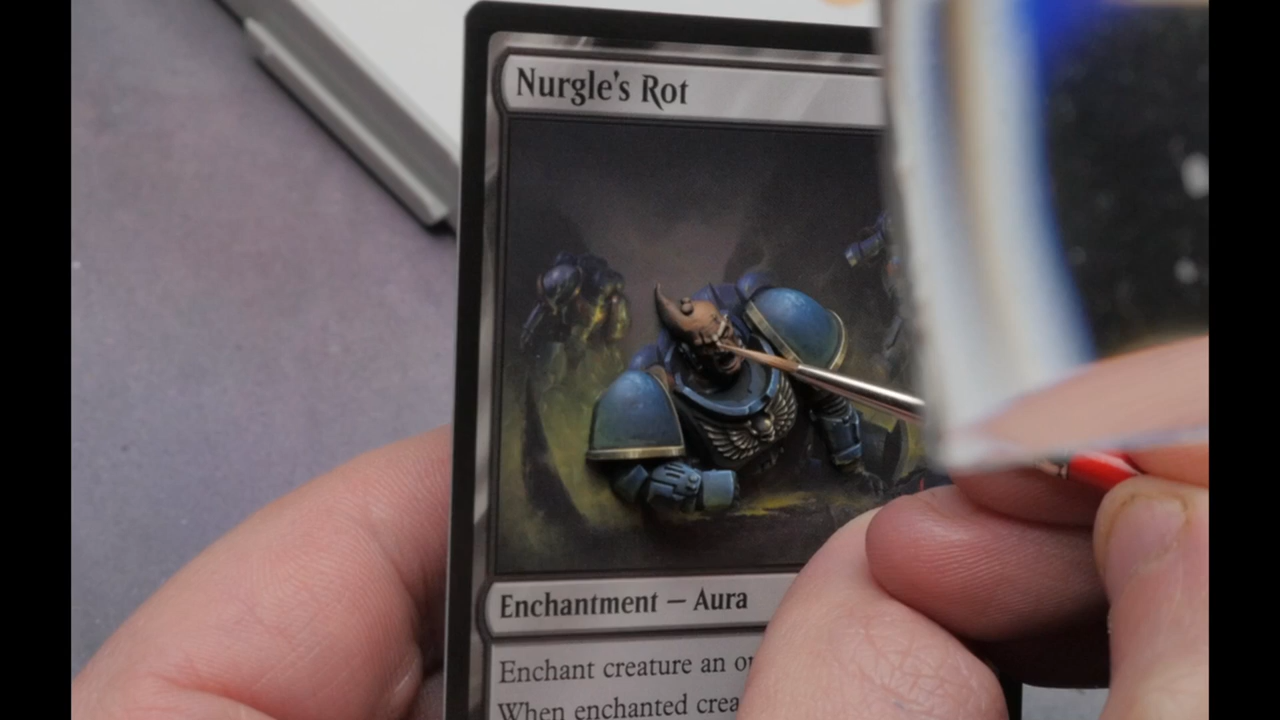 Nurgle's Rot
Enchantment — Aura
Enchant creature an
When enchanted